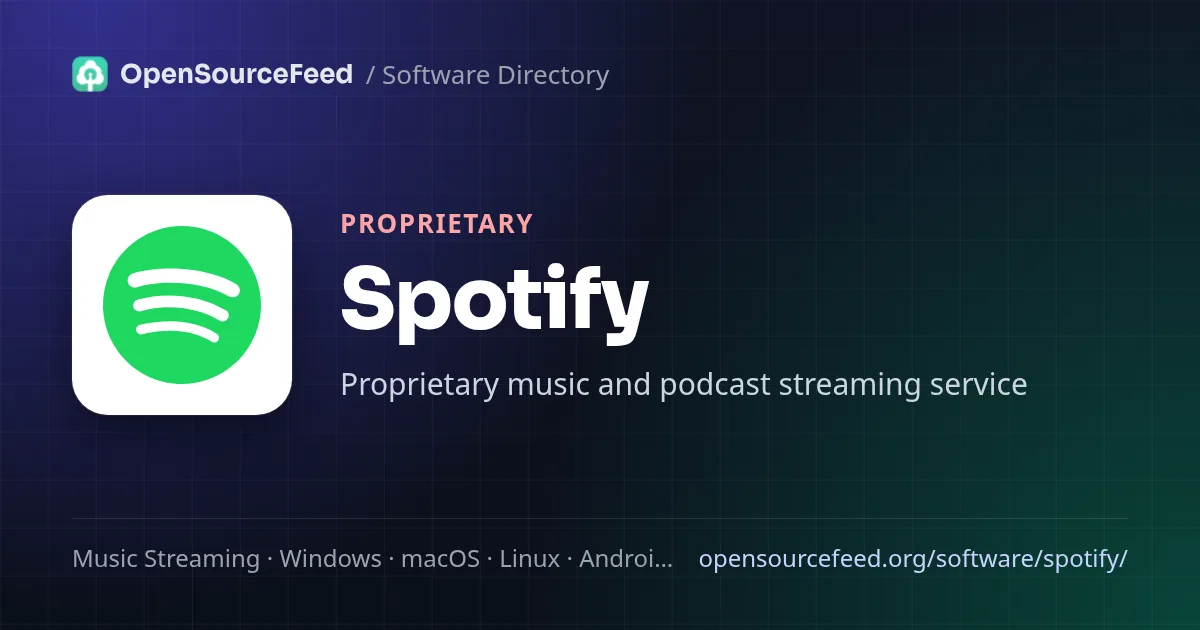 OpenSourceFeed / Software Directory
PROPRIETARY
Spotify
Proprietary music and podcast streaming service
Music Streaming · Windows · macOS · Linux · Androi... opensourcefeed.org/software/spotify/